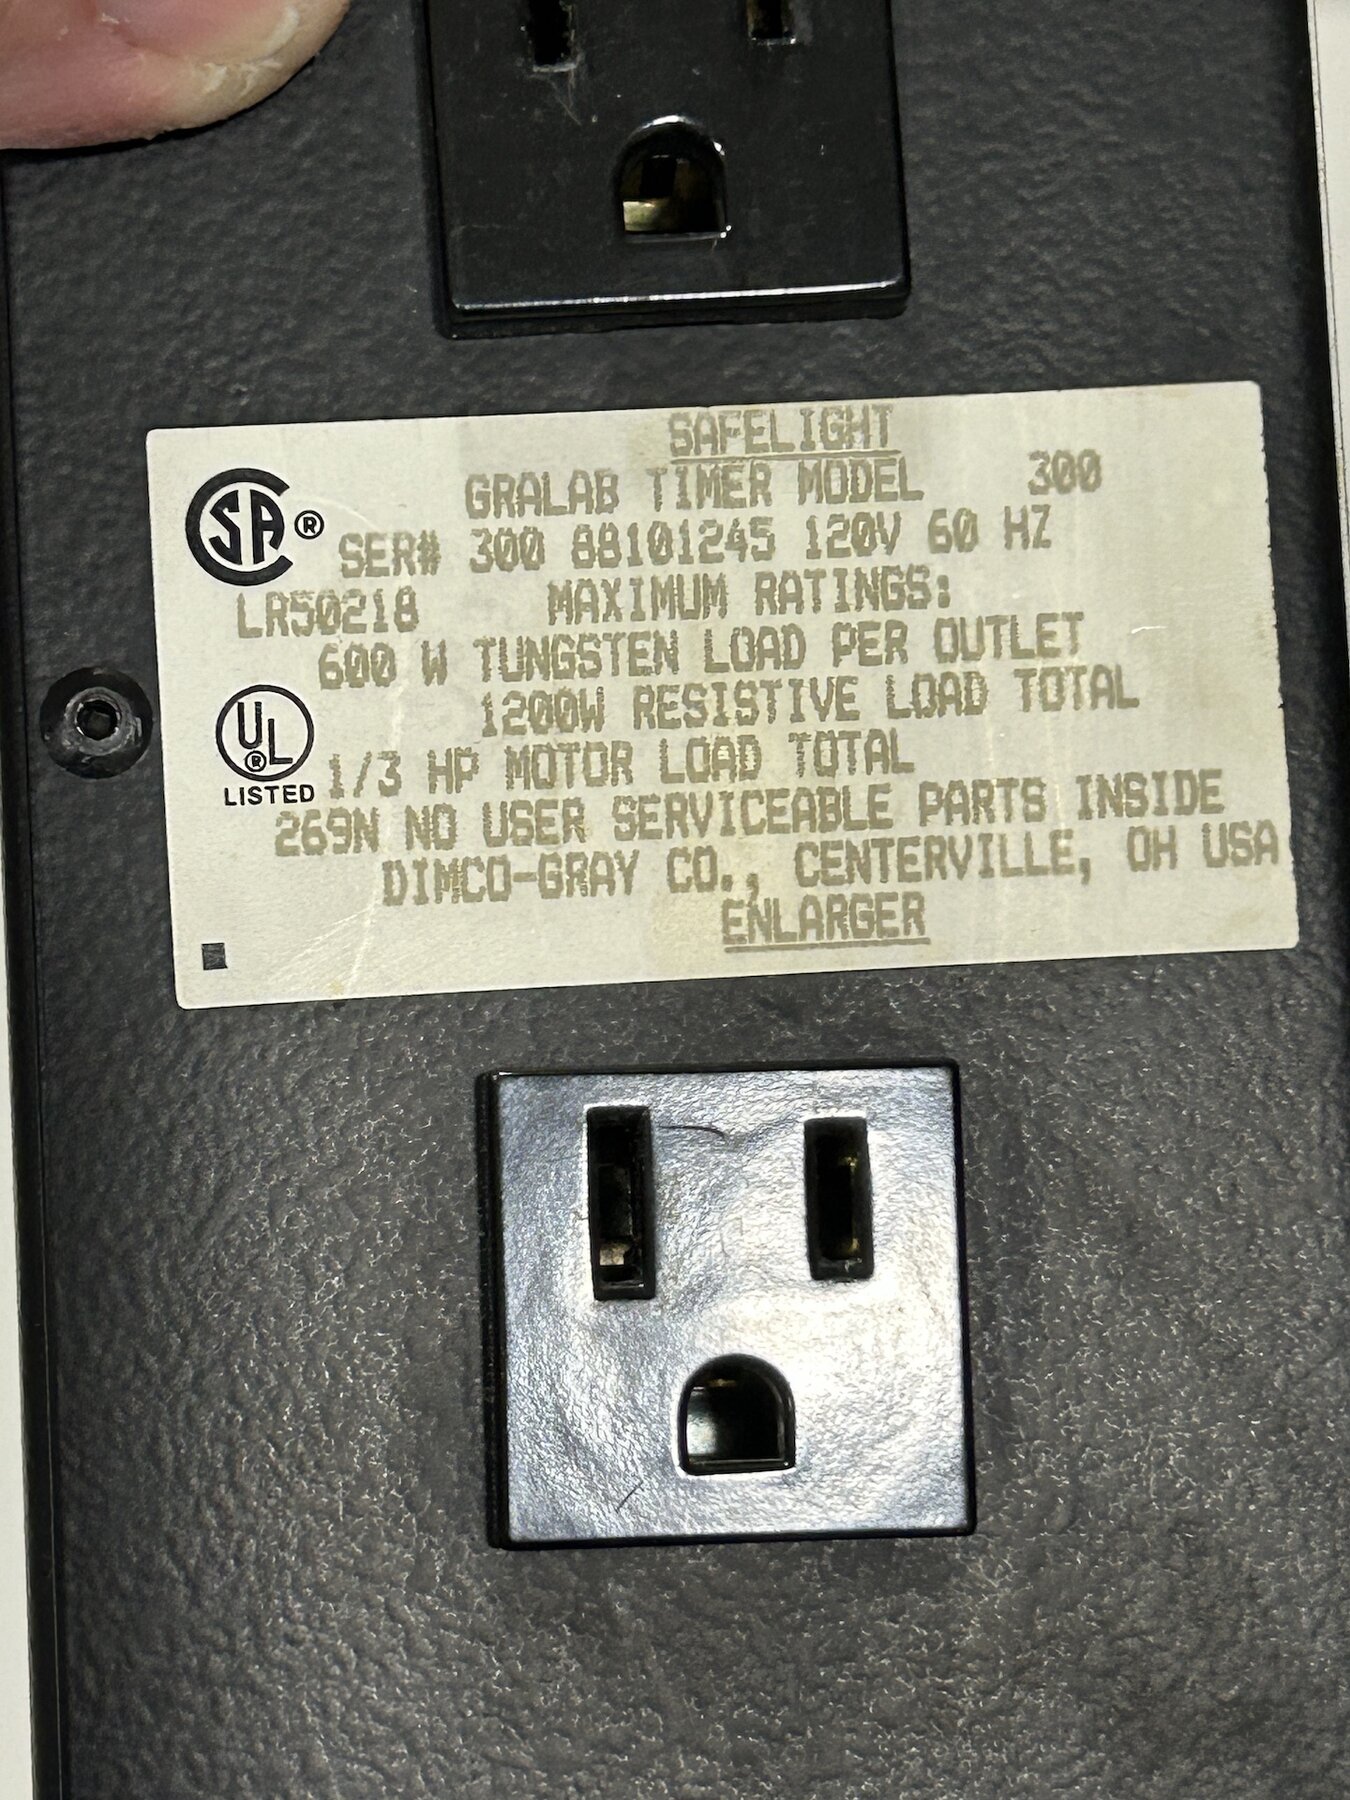 SAFELIGHT
GRALAB TIMER MODEL 300
CSA ® SER# 300 88101245 120V 60 HZ
LR50218 MAXIMUM RATINGS:
600 W TUNGSTEN LOAD PER OUTLET
1200W RESISTIVE LOAD TOTAL
UL ® LISTED 1/3 HP MOTOR LOAD TOTAL
269N NO USER SERVICEABLE PARTS INSIDE
DIMCO-GRAY CO., CENTERVILLE, OH USA
ENLARGER